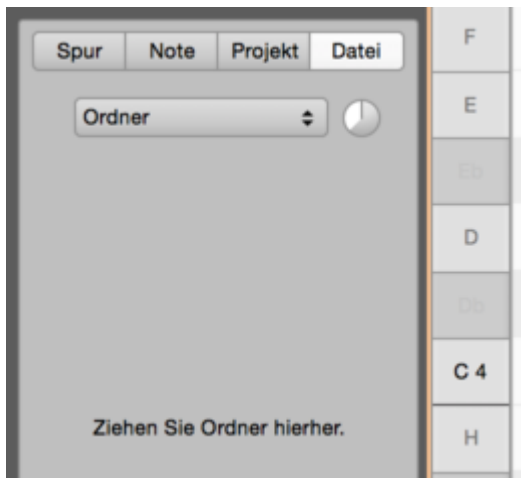 Spur Note Projekt Datei
Ordner
Ziehen Sie Ordner hierher.
F
E
Eb
D
Db
C 4
H